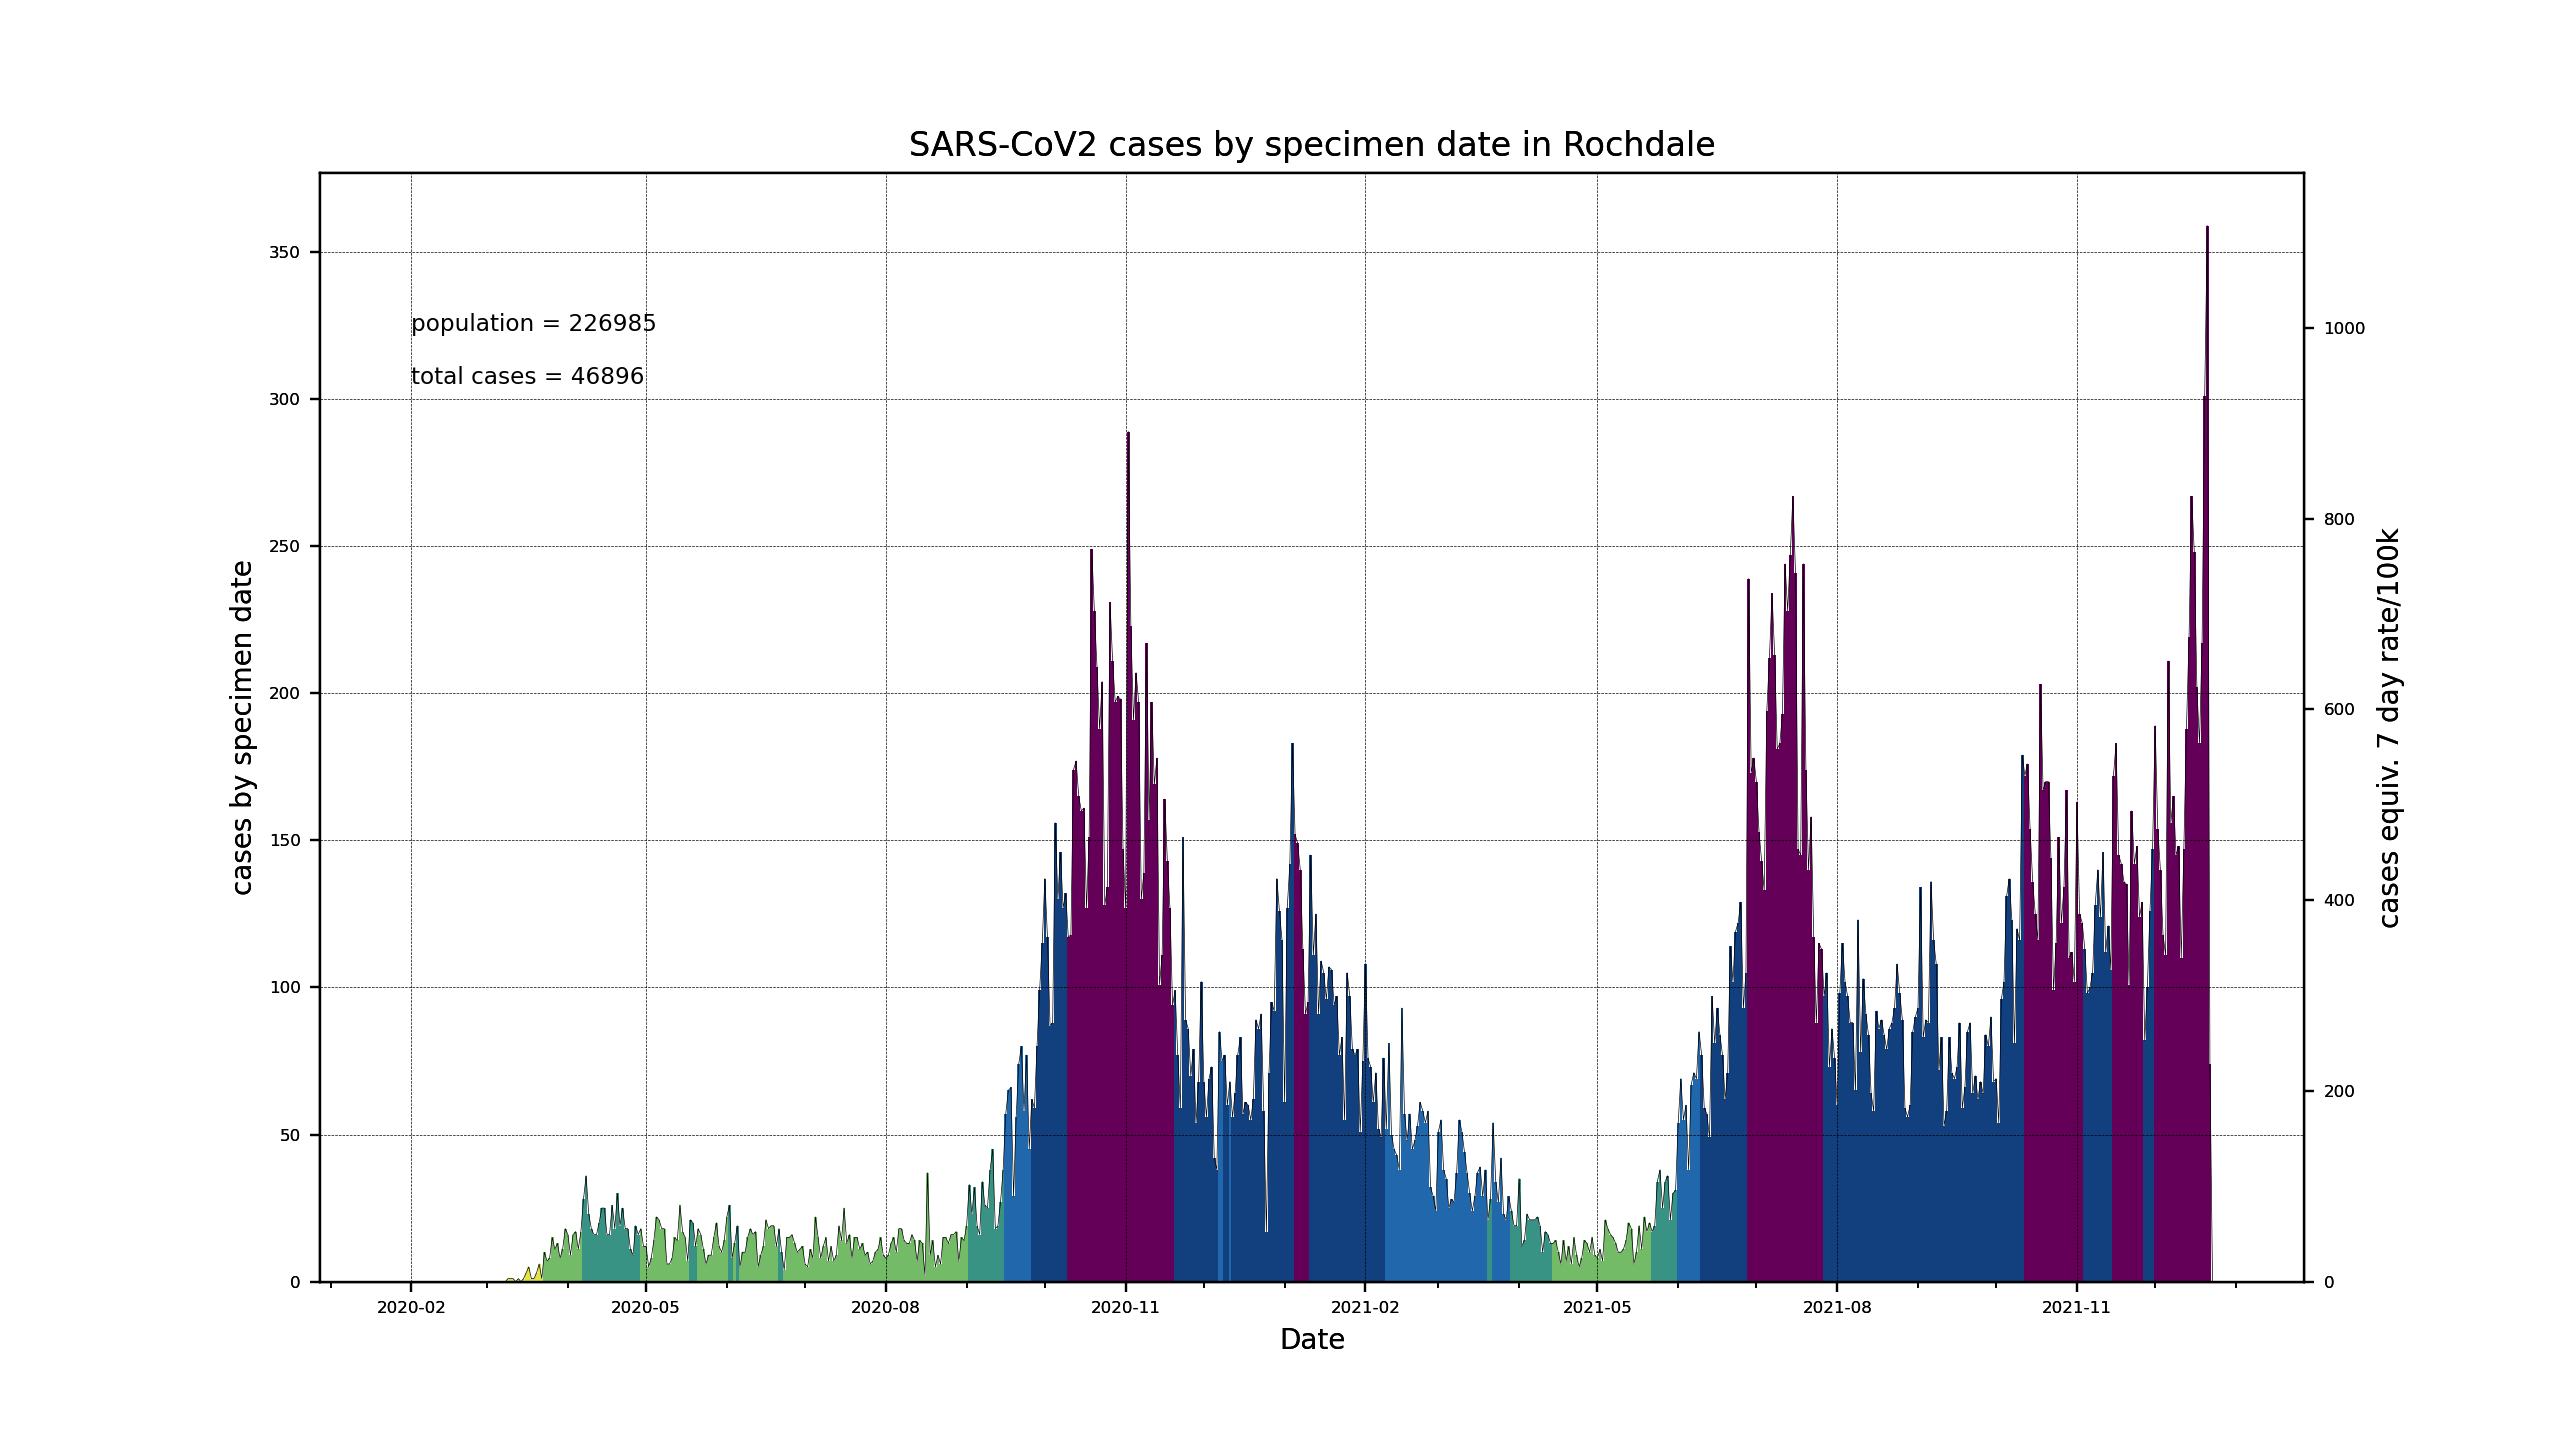 SARS-CoV2 cases by specimen date in Rochdale
population = 226985
total cases = 46896
cases by specimen date
350
300
250
200
150
100
50
0
1000
800
600
400
200
0
cases equiv. 7 day rate/100k
2020-02 2020-05 2020-08 2020-11 2021-02 2021-05 2021-08 2021-11
Date